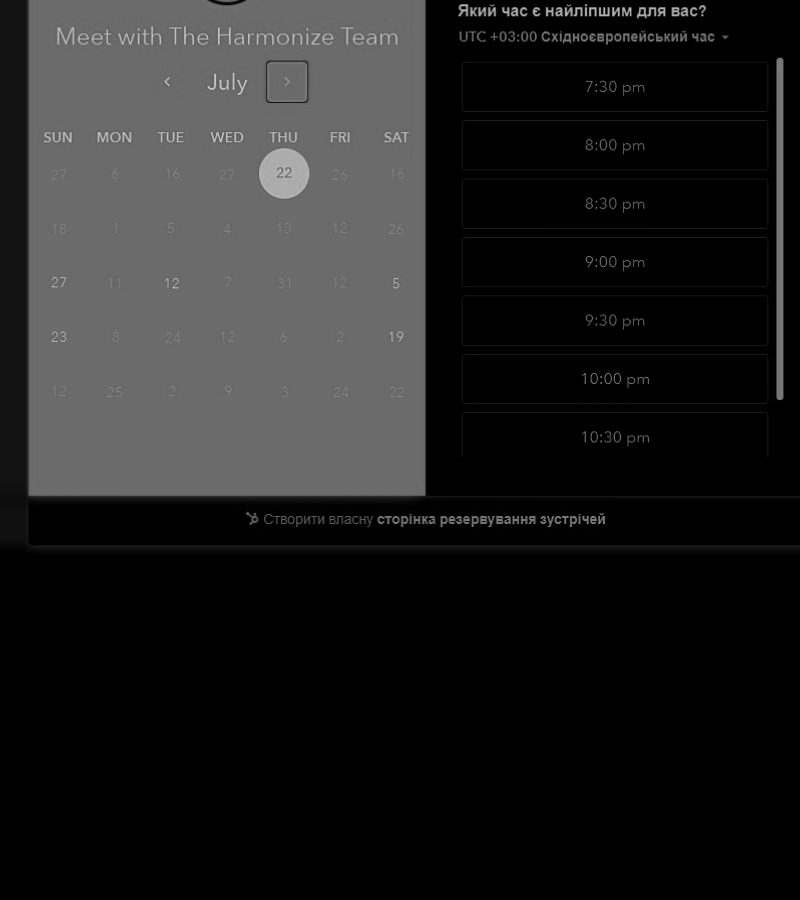 Meet with The Harmonize Team
July
SUN MON TUE WED THU FRI SAT
27 6 16 27 22 26 16
18 1 5 4 13 12 26
27 11 12 7 31 12 5
23 8 24 12 6 2 19
12 25 2 9 3 24 22
Який час є найліпшим для вас?
UTC +03:00 Східноєвропейський час
7:30 pm
8:00 pm
8:30 pm
9:00 pm
9:30 pm
10:00 pm
10:30 pm
Створити власну сторінка резервування зустрічей